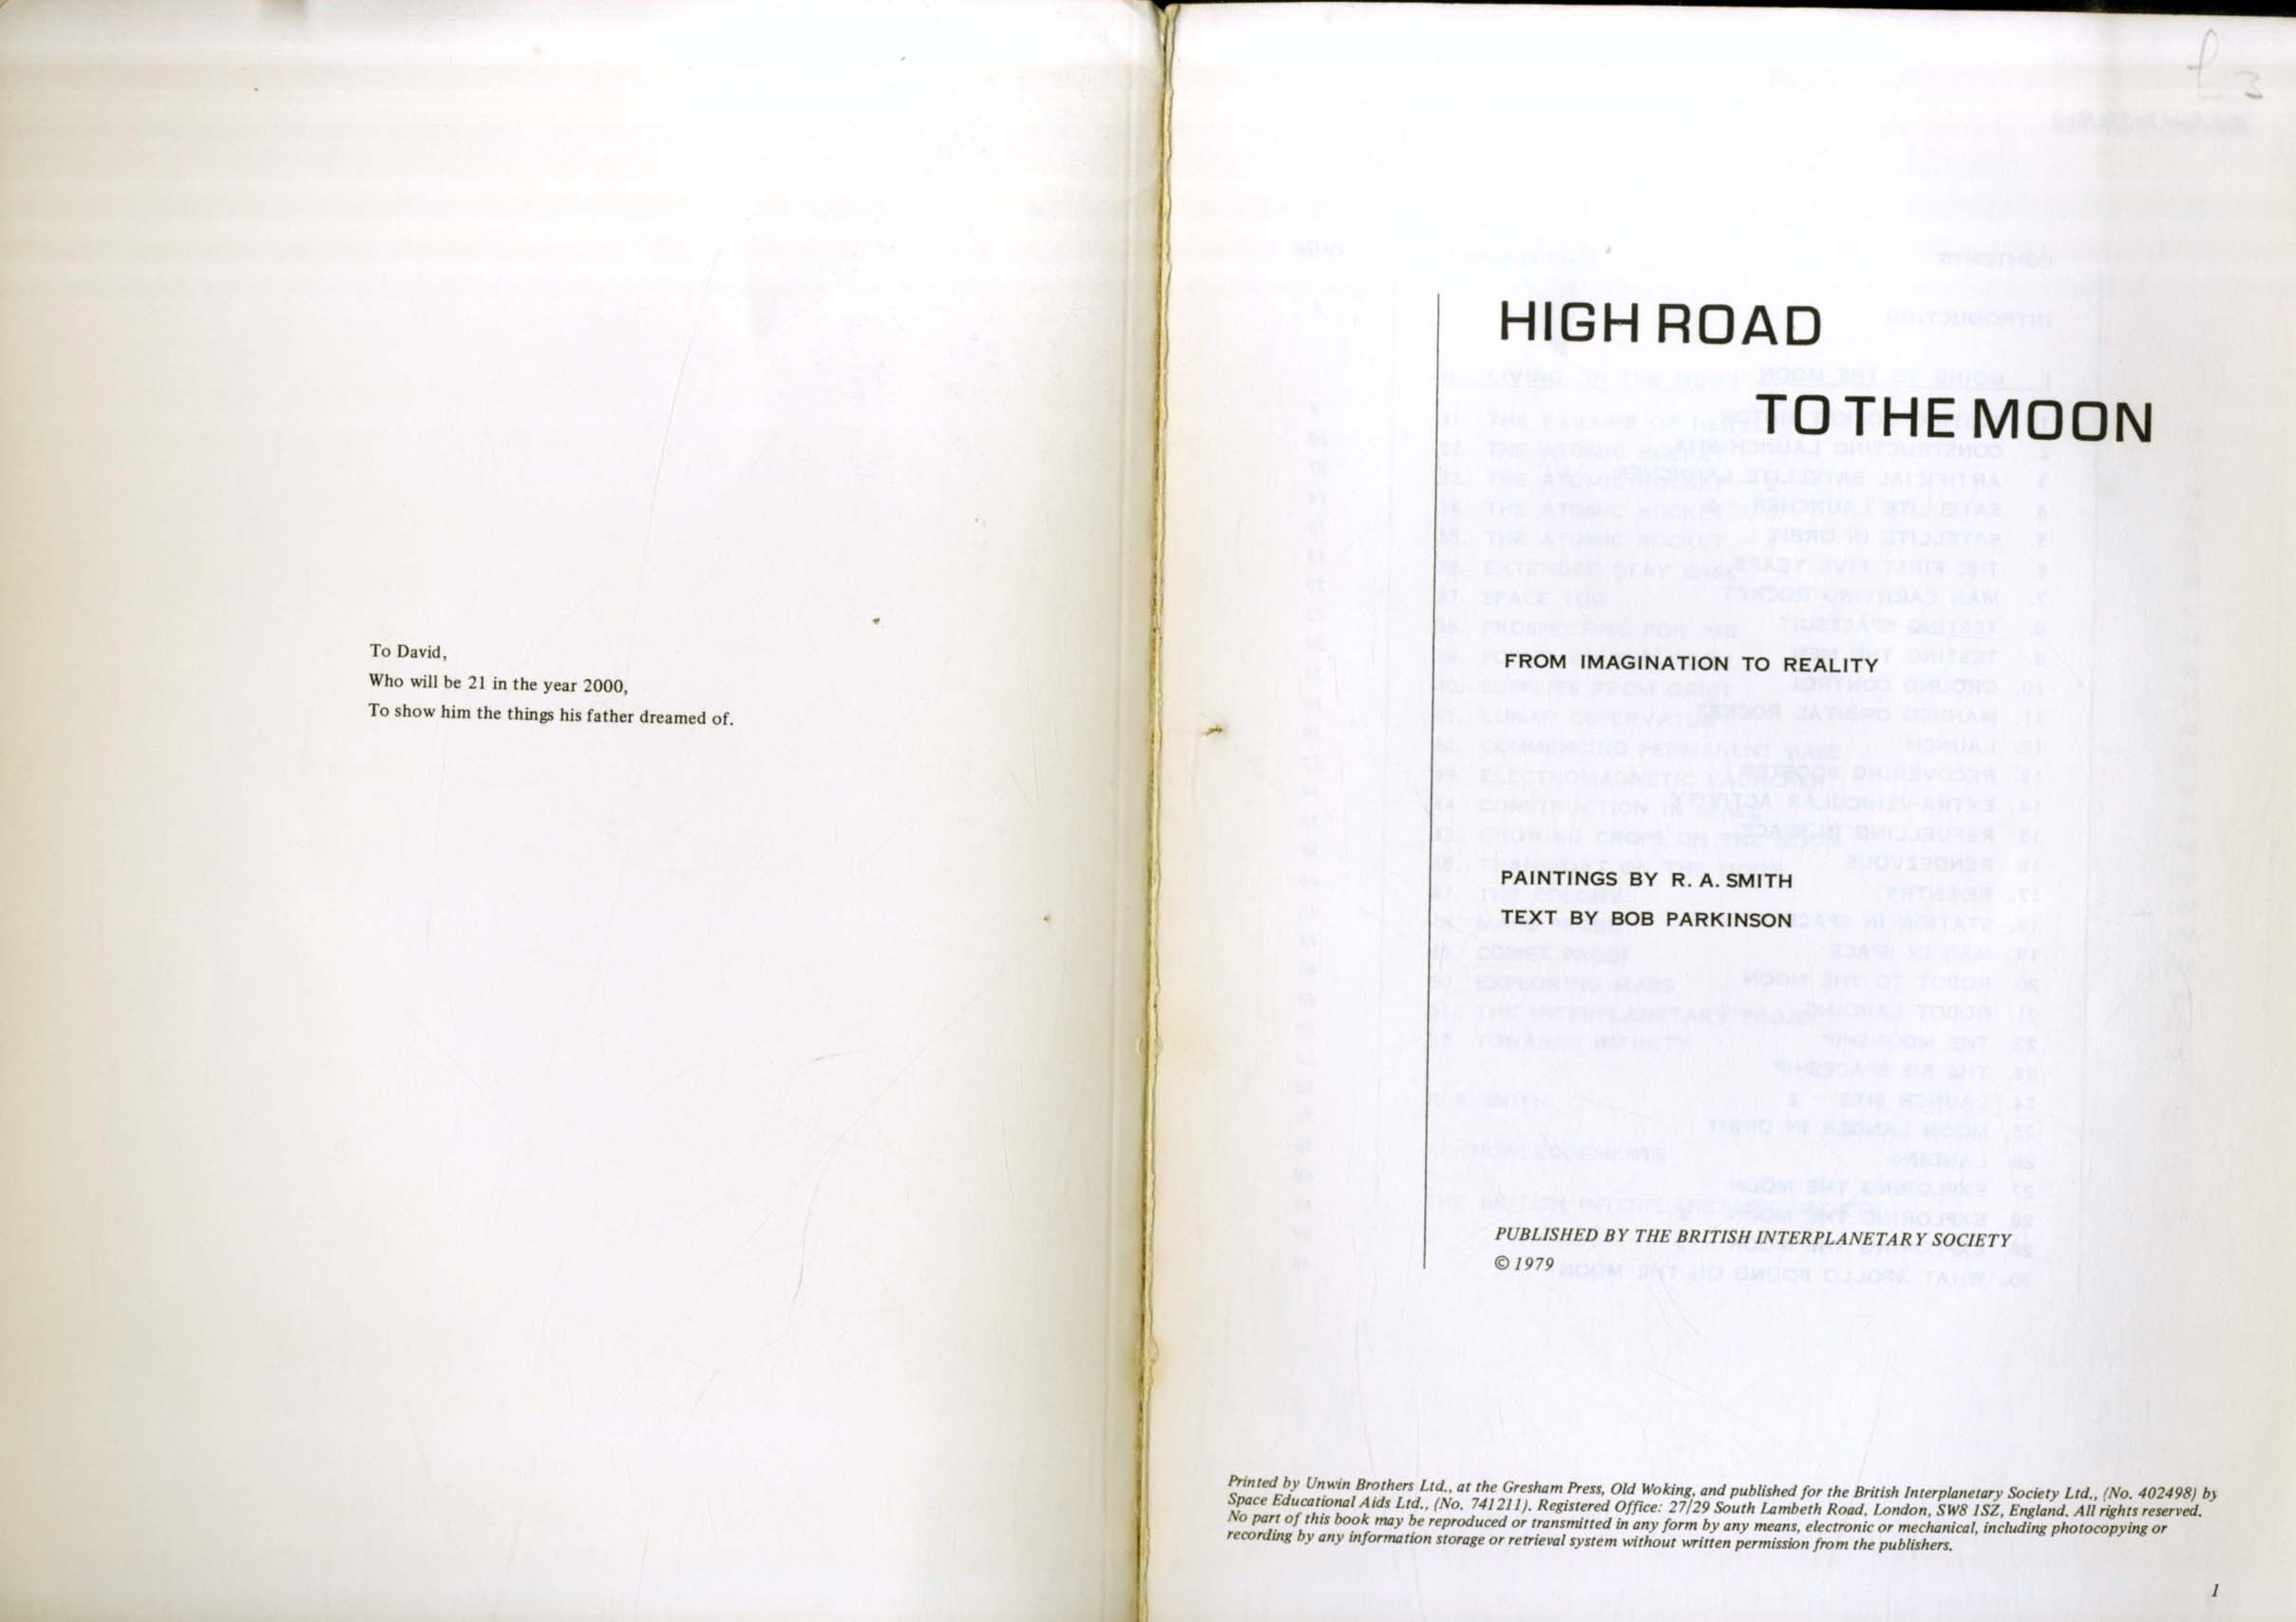 To David,
Who will be 21 in the year 2000,
To show him the things his father dreamed of.
HIGH ROAD
TO THE MOON
FROM IMAGINATION TO REALITY
PAINTINGS BY R. A. SMITH
TEXT BY BOB PARKINSON
PUBLISHED BY THE BRITISH INTERPLANETARY SOCIETY
© 1979
Printed by Unwin Brothers Ltd., at the Gresham Press, Old Woking, and published for the British Interplanetary Society Ltd., (No. 402498) by
Space Educational Aids Ltd., (No. 741211). Registered Office: 27/29 South Lambeth Road, London, SW8 1SZ, England. All rights reserved.
No part of this book may be reproduced or transmitted in any form by any means, electronic or mechanical, including photocopying or
recording by any information storage or retrieval system without written permission from the publishers.
1